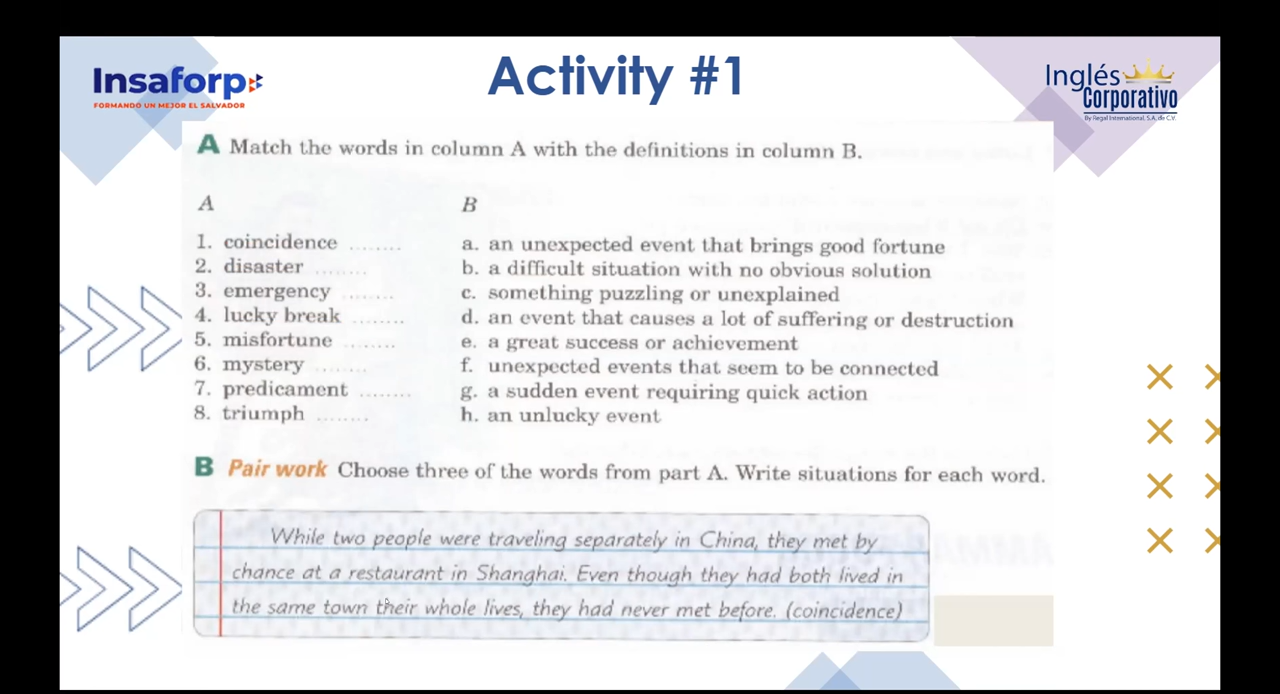 Insaforp
FORMANDO UN MEJOR EL SALVADOR
Activity #1
Inglés
Corporativo
By Regal International, S.A. de C.V.
A Match the words in column A with the definitions in column B.
A
B
1. coincidence ........
a. an unexpected event that brings good fortune
2. disaster ........
b. a difficult situation with no obvious solution
3. emergency ........
c. something puzzling or unexplained
4. lucky break ........
d. an event that causes a lot of suffering or destruction
5. misfortune ........
e. a great success or achievement
6. mystery ........
f. unexpected events that seem to be connected
7. predicament ........
g. a sudden event requiring quick action
8. triumph ........
h. an unlucky event
B Pair work Choose three of the words from part A. Write situations for each word.
While two people were traveling separately in China, they met by
chance at a restaurant in Shanghai. Even though they had both lived in
the same town their whole lives, they had never met before. (coincidence)